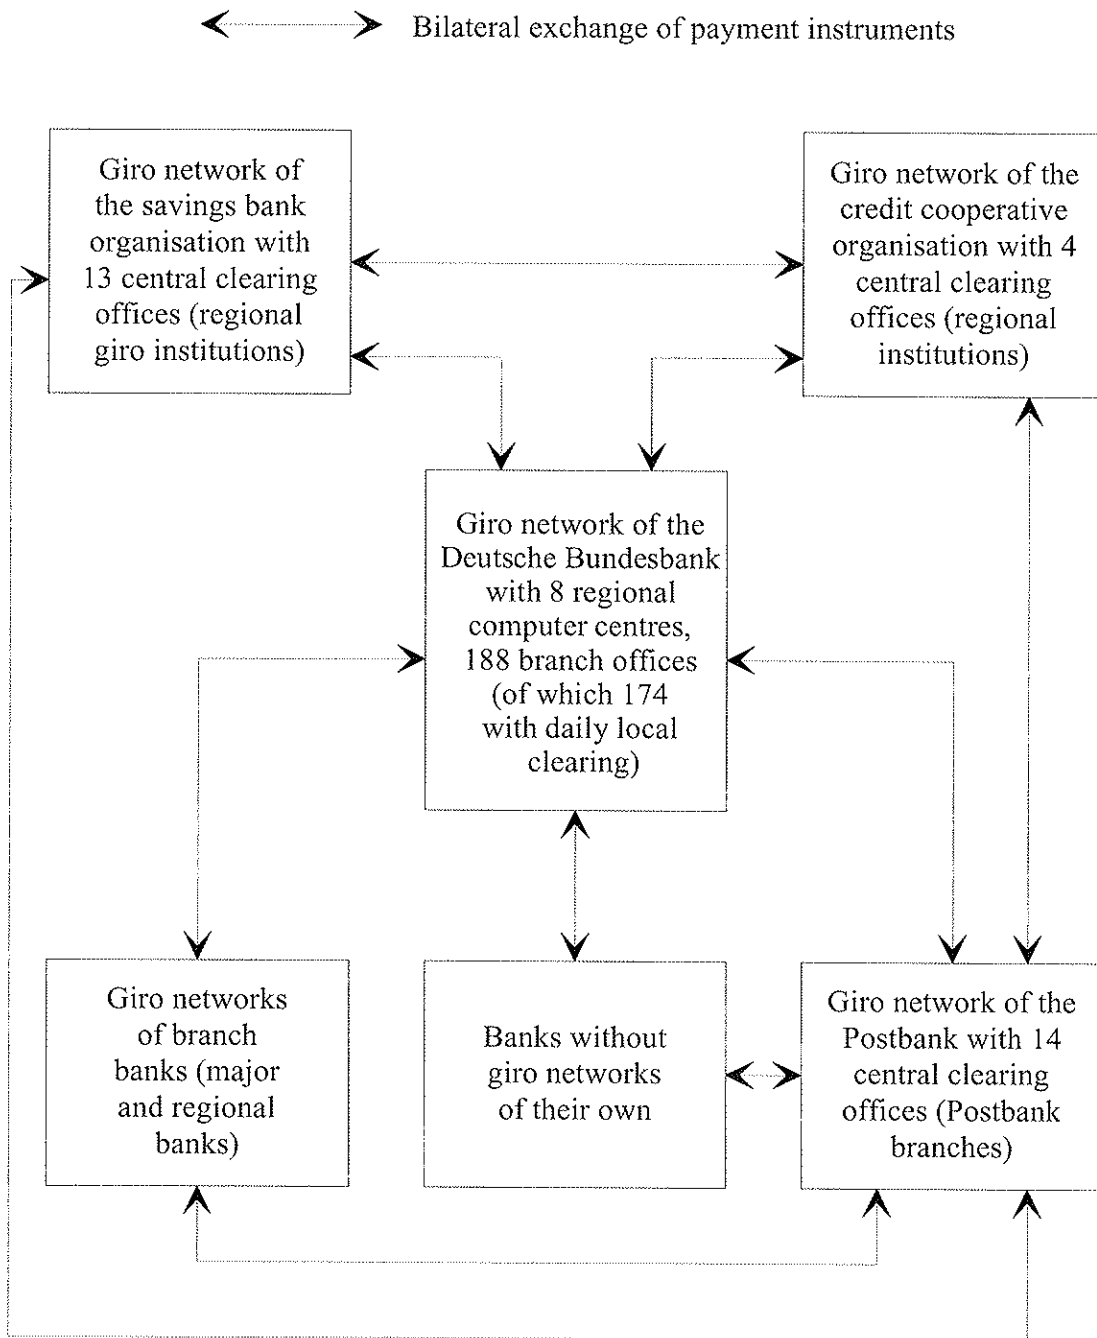 Bilateral exchange of payment instruments
Giro network of
the savings bank
organisation with
13 central clearing
offices (regional
giro institutions)
Giro network of the
credit cooperative
organisation with 4
central clearing
offices (regional
institutions)
Giro network of the
Deutsche Bundesbank
with 8 regional
computer centres,
188 branch offices
(of which 174
with daily local
clearing)
Giro networks
of branch
banks (major
and regional
banks)
Banks without
giro networks
of their own
Giro network of the
Postbank with 14
central clearing
offices (Postbank
branches)